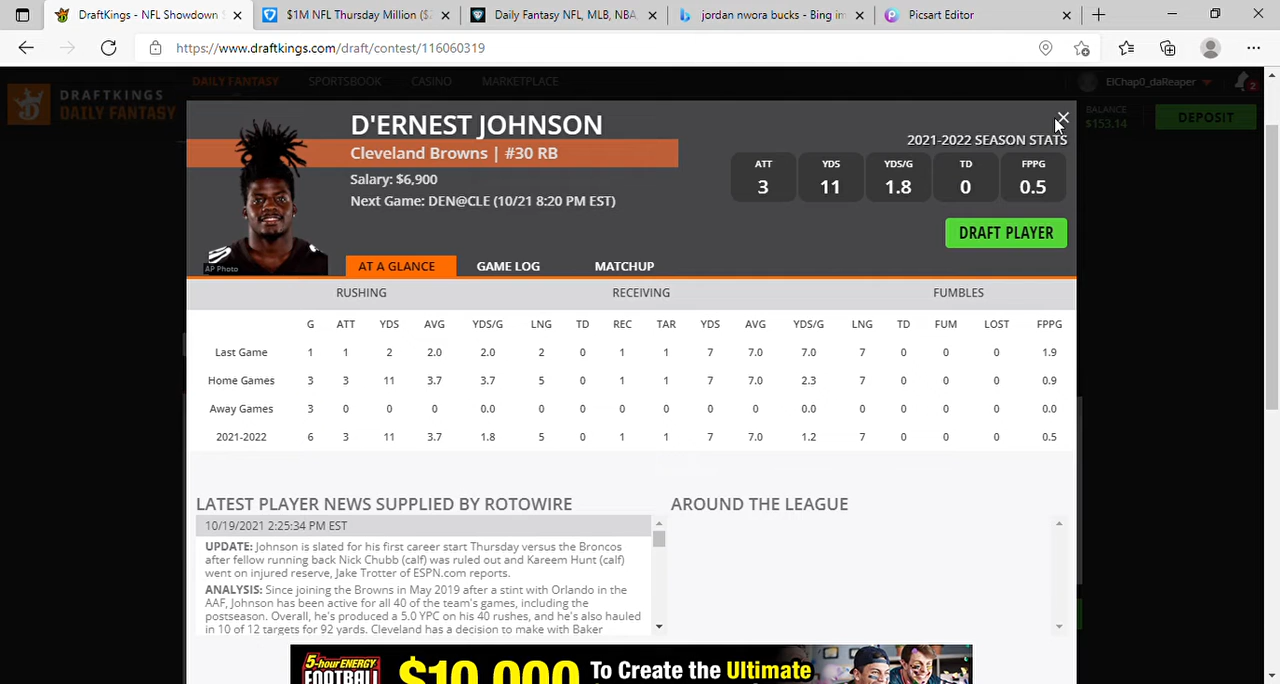 DraftKings - NFL Showdown
$1M NFL Thursday Million ($
Daily Fantasy NFL, MLB, NBA,
jordan nwora bucks - Bing im
Picsart Editor
https://www.draftkings.com/draft/contest/116060319
DRAFTKINGS
DAILY FANTASY
DAILY FANTASY SPORTSBOOK CASINO MARKETPLACE
ElChap0_daReaper
2
BALANCE
$153.14
DEPOSIT
D'ERNEST JOHNSON
Cleveland Browns | #30 RB
Salary: $6,900
Next Game: DEN@CLE (10/21 8:20 PM EST)
AP Photo
2021-2022 SEASON STATS
ATT YDS YDS/G TD FPPG
3 11 1.8 0 0.5
DRAFT PLAYER
AT A GLANCE GAME LOG MATCHUP
RUSHING RECEIVING FUMBLES
G ATT YDS AVG YDS/G LNG TD REC TAR YDS AVG YDS/G LNG TD FUM LOST FPPG
Last Game 1 1 2 2.0 2.0 2 0 1 1 7 7.0 7.0 7 0 0 0 1.9
Home Games 3 3 11 3.7 3.7 5 0 1 1 7 7.0 2.3 7 0 0 0 0.9
Away Games 3 0 0 0 0.0 0 0 0 0 0 0 0.0 0 0 0 0 0.0
2021-2022 6 3 11 3.7 1.8 5 0 1 1 7 7.0 1.2 7 0 0 0 0.5
LATEST PLAYER NEWS SUPPLIED BY ROTOWIRE
10/19/2021 2:25:34 PM EST
UPDATE: Johnson is slated for his first career start Thursday versus the Broncos
after fellow running back Nick Chubb (calf) was ruled out and Kareem Hunt (calf)
went on injured reserve, Jake Trotter of ESPN.com reports.
ANALYSIS: Since joining the Browns in May 2019 after a stint with Orlando in the
AAF, Johnson has been active for all 40 of the team's games, including the
postseason. Overall, he's produced a 5.0 YPC on his 40 rushes, and he's also hauled
in 10 of 12 targets for 92 yards. Cleveland has a decision to make with Baker
AROUND THE LEAGUE
5-hour ENERGY
FOOTBALL
$10,000
To Create the Ultimate